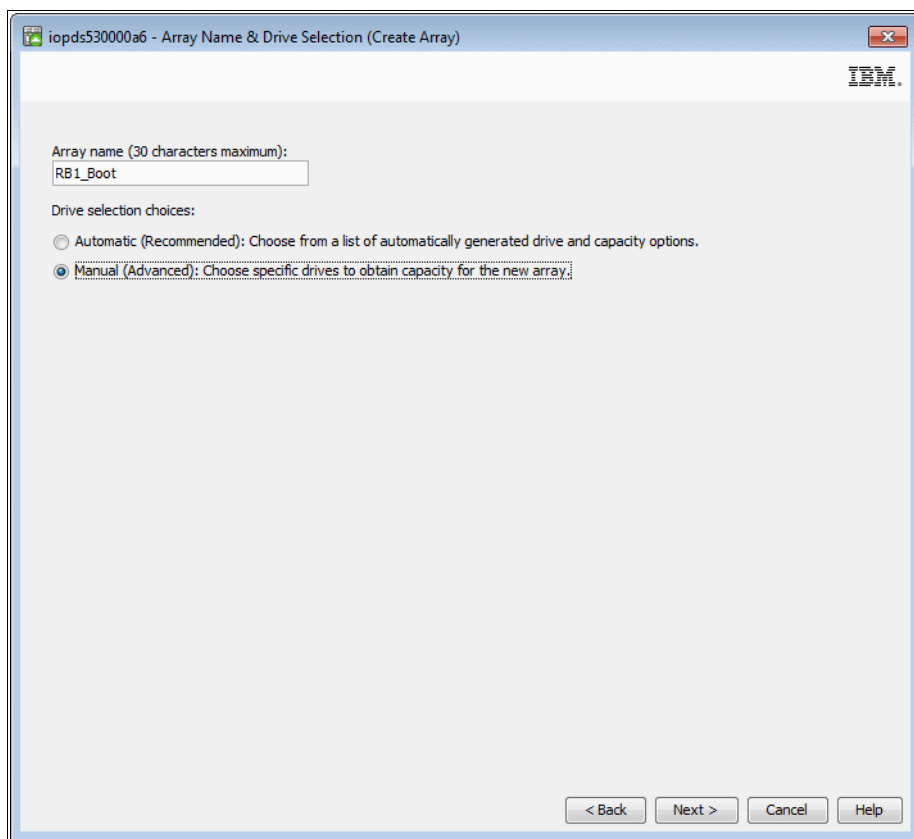 iopds530000a6 - Array Name & Drive Selection (Create Array)
IBM.
Array name (30 characters maximum):
RB1_Boot
Drive selection choices:
Automatic (Recommended): Choose from a list of automatically generated drive and capacity options.
Manual (Advanced): Choose specific drives to obtain capacity for the new array.
< Back Next > Cancel Help